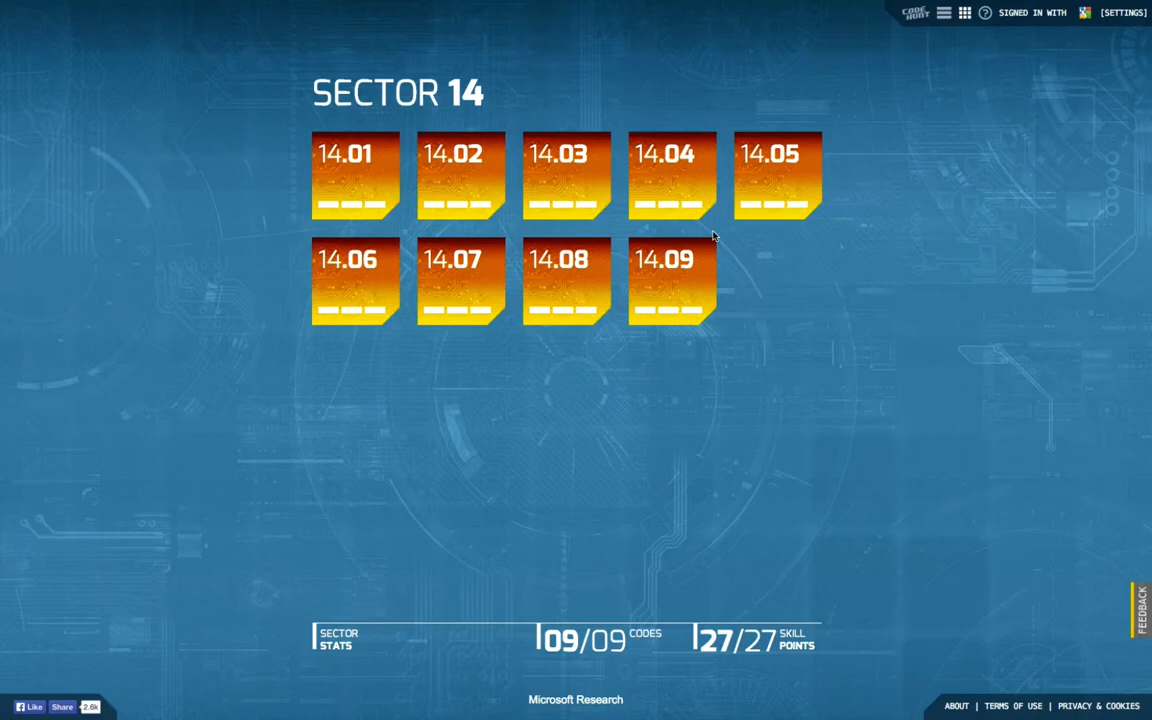 CODE HUNT
SIGNED IN WITH
[SETTINGS]
SECTOR 14
14.01
14.02
14.03
14.04
14.05
14.06
14.07
14.08
14.09
SECTOR
STATS
09/09 CODES
27/27 SKILL
POINTS
FEEDBACK
Microsoft Research
Like
Share
2.6k
ABOUT | TERMS OF USE | PRIVACY & COOKIES